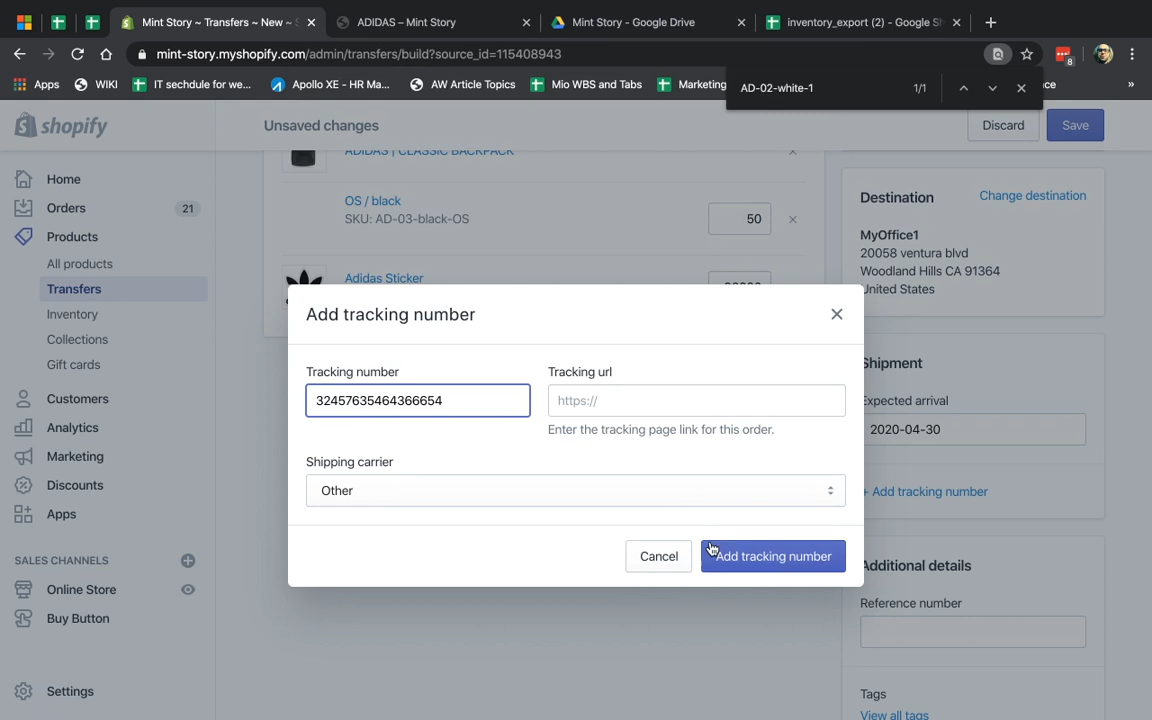 Mint Story ~ Transfers ~ New ~ S
ADIDAS – Mint Story
Mint Story - Google Drive
inventory_export (2) - Google Sh
mint-story.myshopify.com/admin/transfers/build?source_id=115408943
8
Apps
WIKI
IT sechdule for we...
Apollo XE - HR Ma...
AW Article Topics
Mio WBS and Tabs
Marketing
ce
»
AD-02-white-1
1/1
shopify
Unsaved changes
Discard
Save
Home
Orders
21
Products
All products
Transfers
Inventory
Collections
Gift cards
Customers
Analytics
Marketing
Discounts
Apps
SALES CHANNELS
Online Store
Buy Button
Settings
ADIDAS | CLASSIC BACKPACK
OS / black
SKU: AD-03-black-OS
50
Adidas Sticker
Destination
Change destination
MyOffice1
20058 ventura blvd
Woodland Hills CA 91364
United States
Add tracking number
Tracking number
Tracking url
32457635464366654
https://
Enter the tracking page link for this order.
Shipping carrier
Other
Cancel
Add tracking number
Shipment
Expected arrival
2020-04-30
+ Add tracking number
Additional details
Reference number
Tags
View all tags